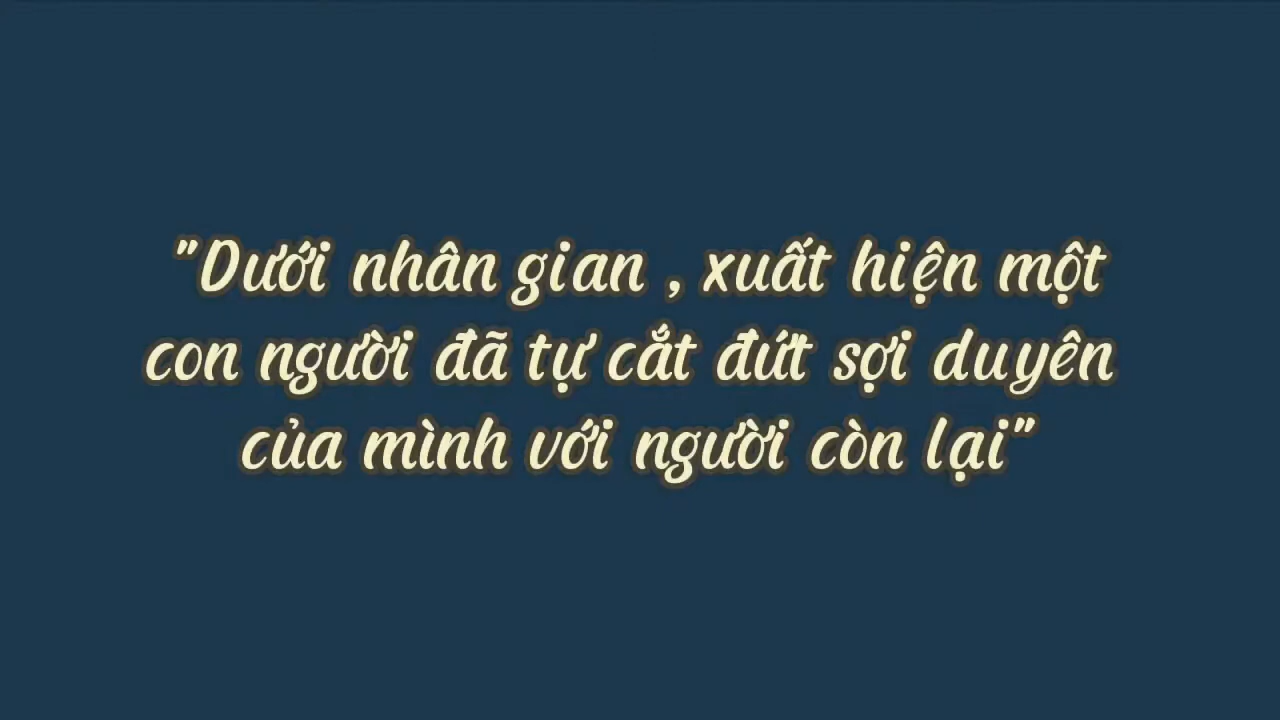 "Dưới nhân gian , xuất hiện một
con người đã tự cắt đứt sợi duyên
của mình với người còn lại"